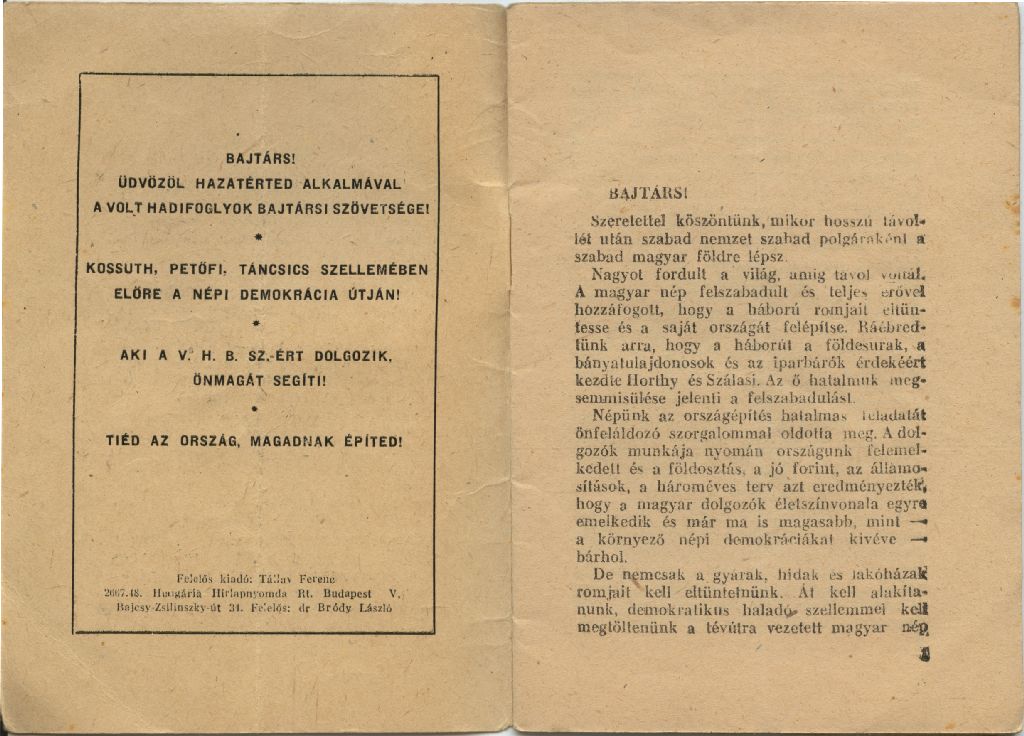 BAJTÁRS!
ÜDVÖZÖL HAZATÉRTED ALKALMÁVAL
A VOLT HADIFOGLYOK BAJTÁRSI SZÖVETSÉGE!
*
KOSSUTH, PETŐFI, TÁNCSICS SZELLEMÉBEN
ELŐRE A NÉPI DEMOKRÁCIA ÚTJÁN!
*
AKI A V. H. B. SZ.-ÉRT DOLGOZIK,
ÖNMAGÁT SEGÍTI!
•
TIÉD AZ ORSZÁG, MAGADNAK ÉPÍTED!
Felelős kiadó: Tállay Ferenc
2667.48. Hungária Hirlapnyomda Rt. Budapest V.
Bajcsy-Zsilinszky-út 34. Felelős: dr Bródy László
BAJTÁRS!
Szeretettel köszöntünk, mikor hosszú távol-
lét után szabad nemzet szabad polgáraként a
szabad magyar földre lépsz.
Nagyot fordult a világ, amíg távol voltál.
A magyar nép felszabadult és teljes erővel
hozzáfogott, hogy a háború romjait eltün-
tesse és a saját országát felépítse. Ráébred-
tünk arra, hogy a háborút a földesurak, a
bányatulajdonosok és az iparbárók érdekéért
kezdte Horthy és Szálasi. Az ő hatalmuk meg-
semmisülése jelenti a felszabadulást.
Népünk az országépítés hatalmas feladatát
önfeláldozó szorgalommal oldotta meg. A dol-
gozók munkája nyomán országunk felemel-
kedett és a földosztás, a jó forint, az államo-
sítások, a hároméves terv azt eredményezték,
hogy a magyar dolgozók életszínvonala egyre
emelkedik és már ma is magasabb, mint —
a környező népi demokráciákat kivéve —
bárhol.
De nemcsak a gyárak, hidak és lakóházak
romjait kell eltüntetnünk. Át kell alakíta-
nunk, demokratikus haladó szellemmel kell
megtöltenünk a tévútra vezetett magyar nép